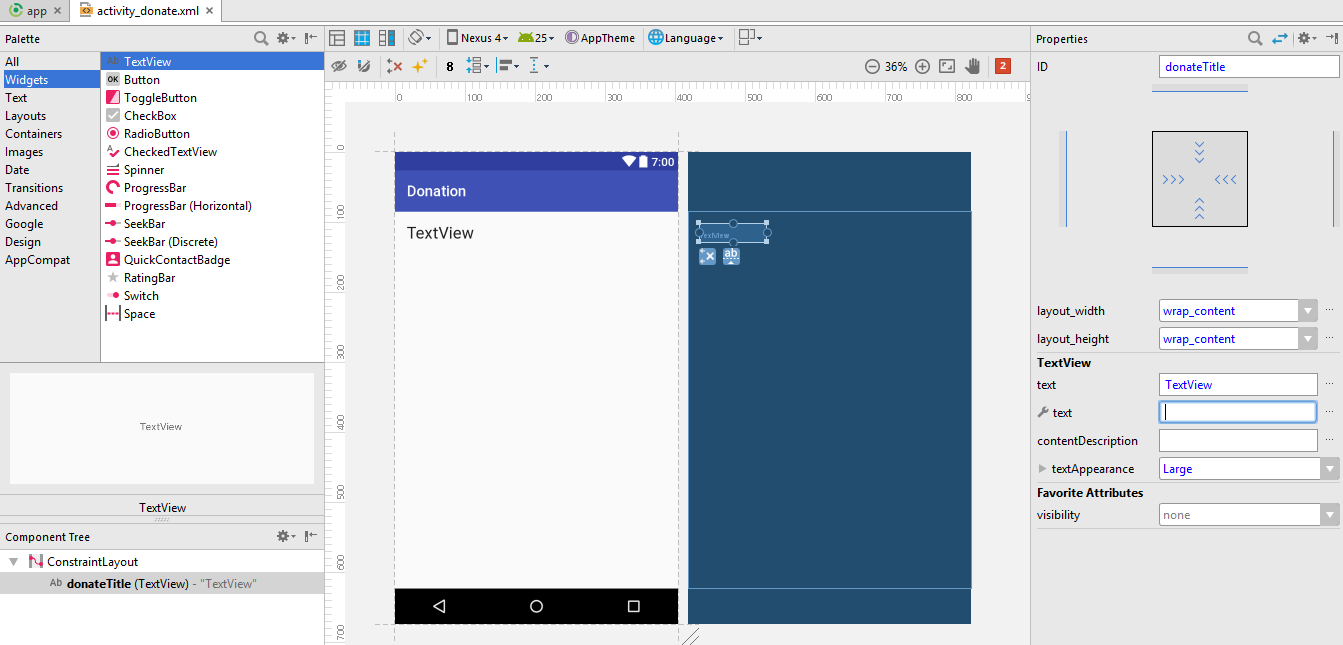 app
activity_donate.xml
Palette
All
Widgets
Text
Layouts
Containers
Images
Date
Transitions
Advanced
Google
Design
AppCompat
Ab TextView
OK Button
ToggleButton
CheckBox
RadioButton
CheckedTextView
Spinner
ProgressBar
ProgressBar (Horizontal)
SeekBar
SeekBar (Discrete)
QuickContactBadge
RatingBar
Switch
Space
TextView
TextView
Component Tree
ConstraintLayout
Ab donateTitle (TextView) - "TextView"
Nexus 4 25 AppTheme Language
8 36% 2
0 100 200 300 400 500 600 700 800
0
100
200
300
400
500
600
700
7:00
Donation
TextView
TextView
ab
Properties
ID donateTitle
layout_width wrap_content
layout_height wrap_content
TextView
text TextView
text
contentDescription
textAppearance Large
Favorite Attributes
visibility none